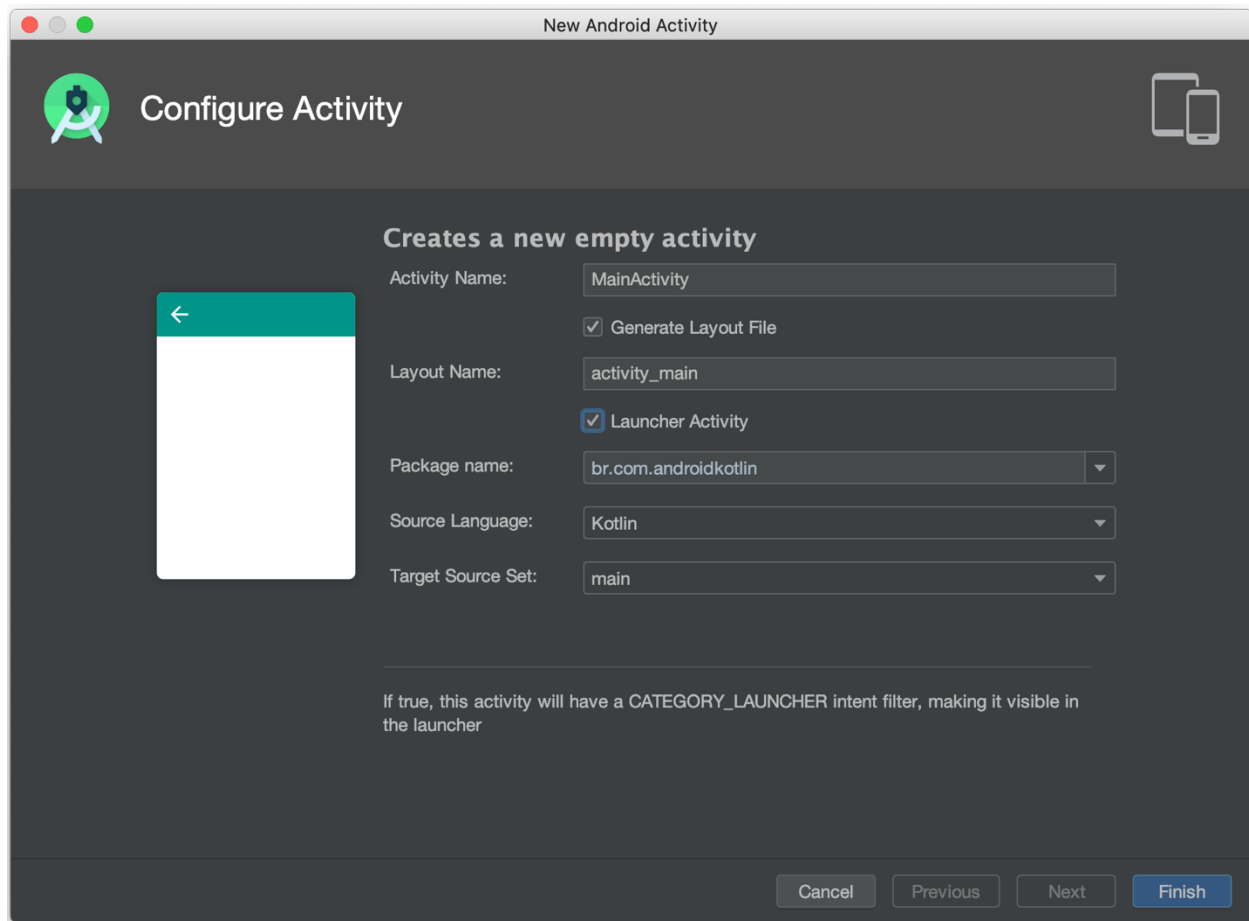 New Android Activity
Configure Activity
Creates a new empty activity
Activity Name:
MainActivity
Generate Layout File
Layout Name:
activity_main
Launcher Activity
Package name:
br.com.androidkotlin
Source Language:
Kotlin
Target Source Set:
main
If true, this activity will have a CATEGORY_LAUNCHER intent filter, making it visible in
the launcher
Cancel
Previous
Next
Finish